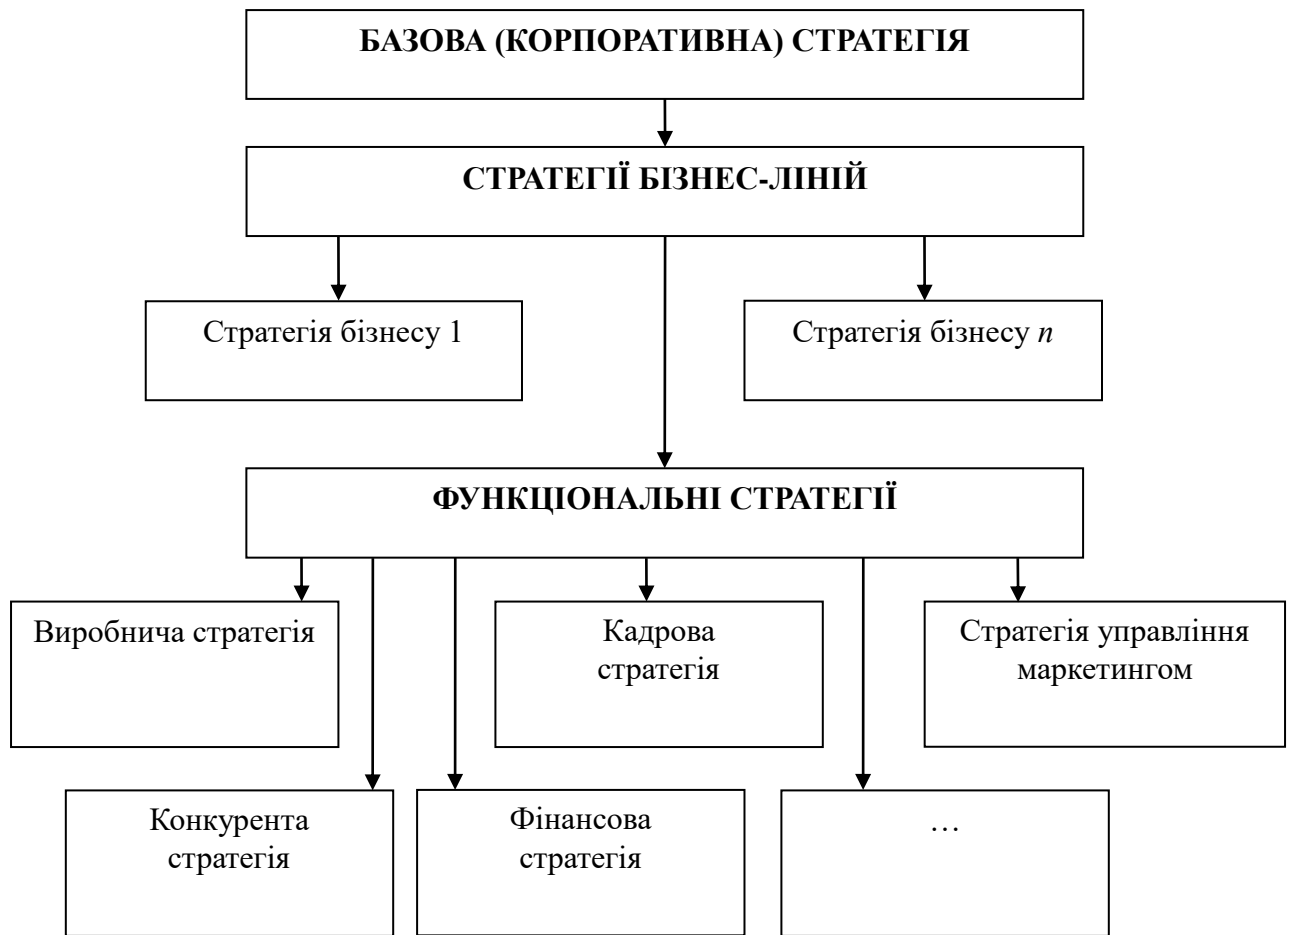 БАЗОВА (КОРПОРАТИВНА) СТРАТЕГІЯ
СТРАТЕГІЇ БІЗНЕС-ЛІНІЙ
Стратегія бізнесу 1
Стратегія бізнесу n
ФУНКЦІОНАЛЬНІ СТРАТЕГІЇ
Виробнича стратегія
Кадрова
стратегія
Стратегія управління
маркетингом
Конкурента
стратегія
Фінансова
стратегія
…